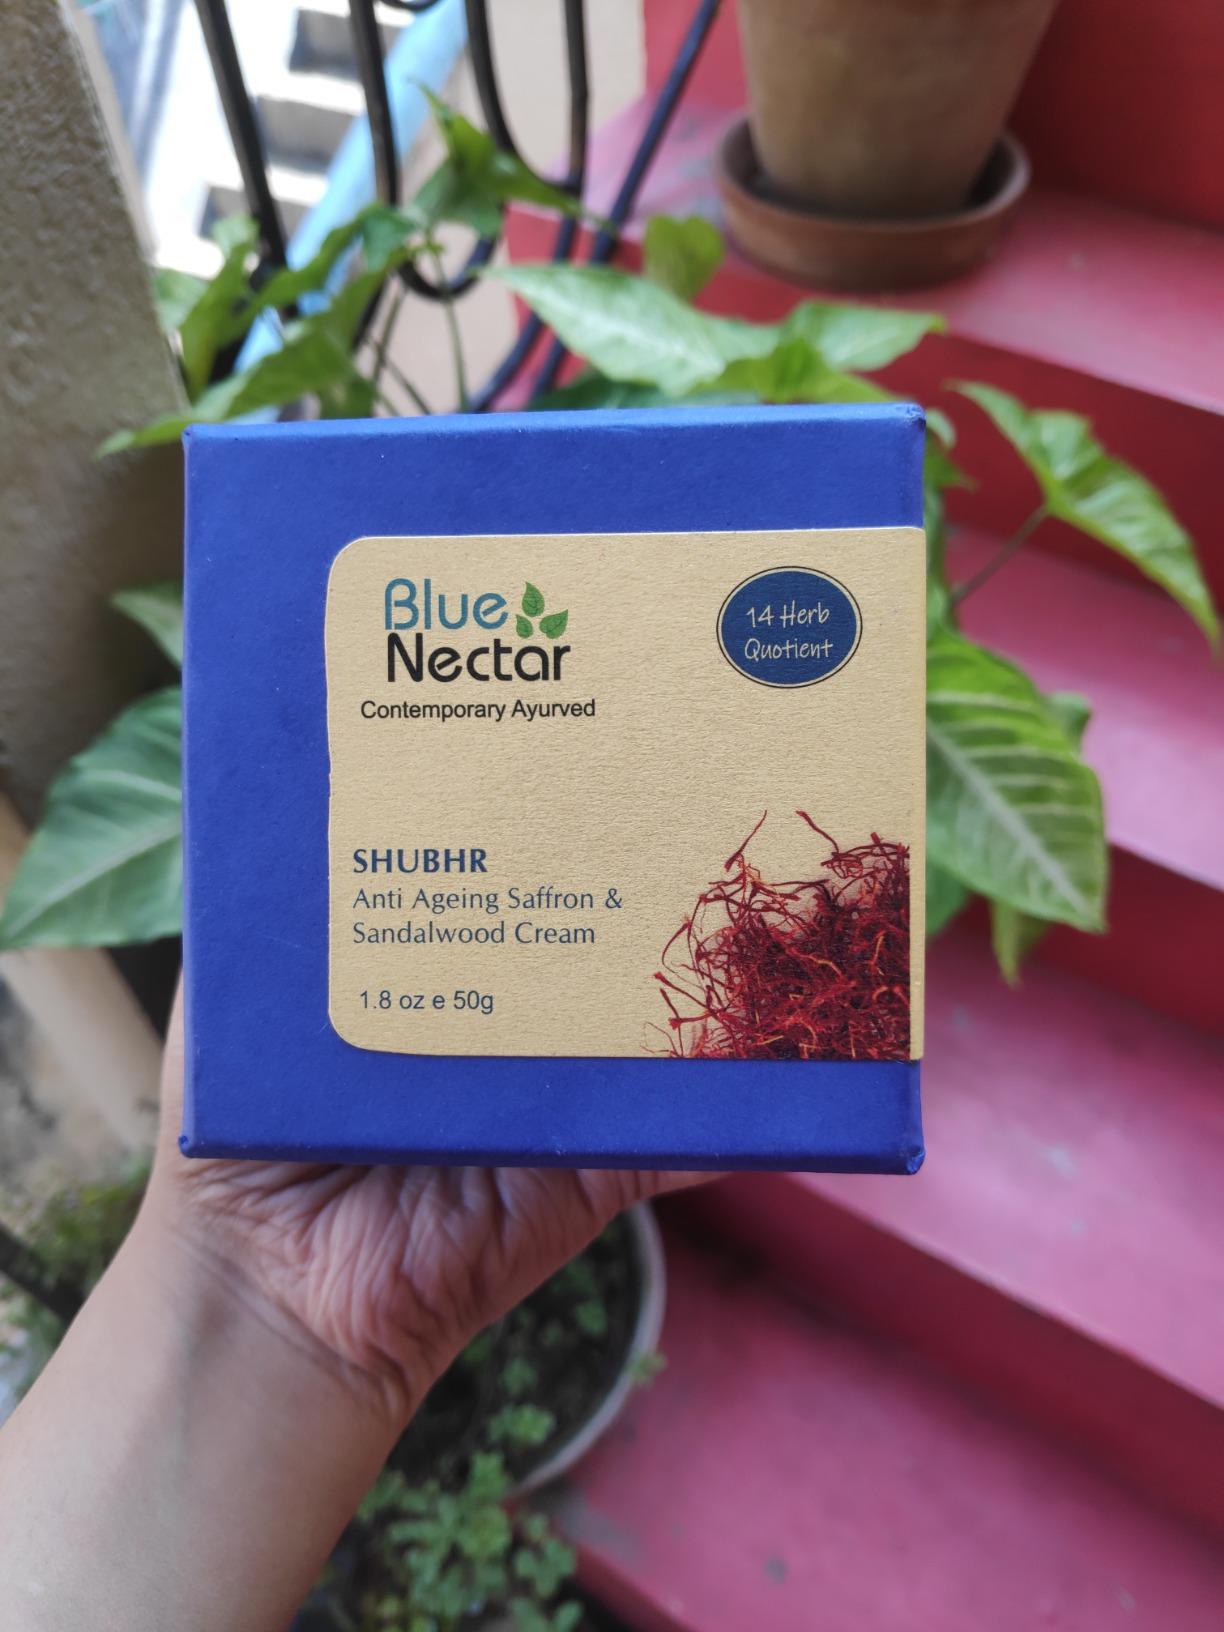 Blue
Nectar
Contemporary Ayurved
14 Herb
Quotient
SHUBHR
Anti Ageing Saffron &
Sandalwood Cream
1.8 oz e 50g